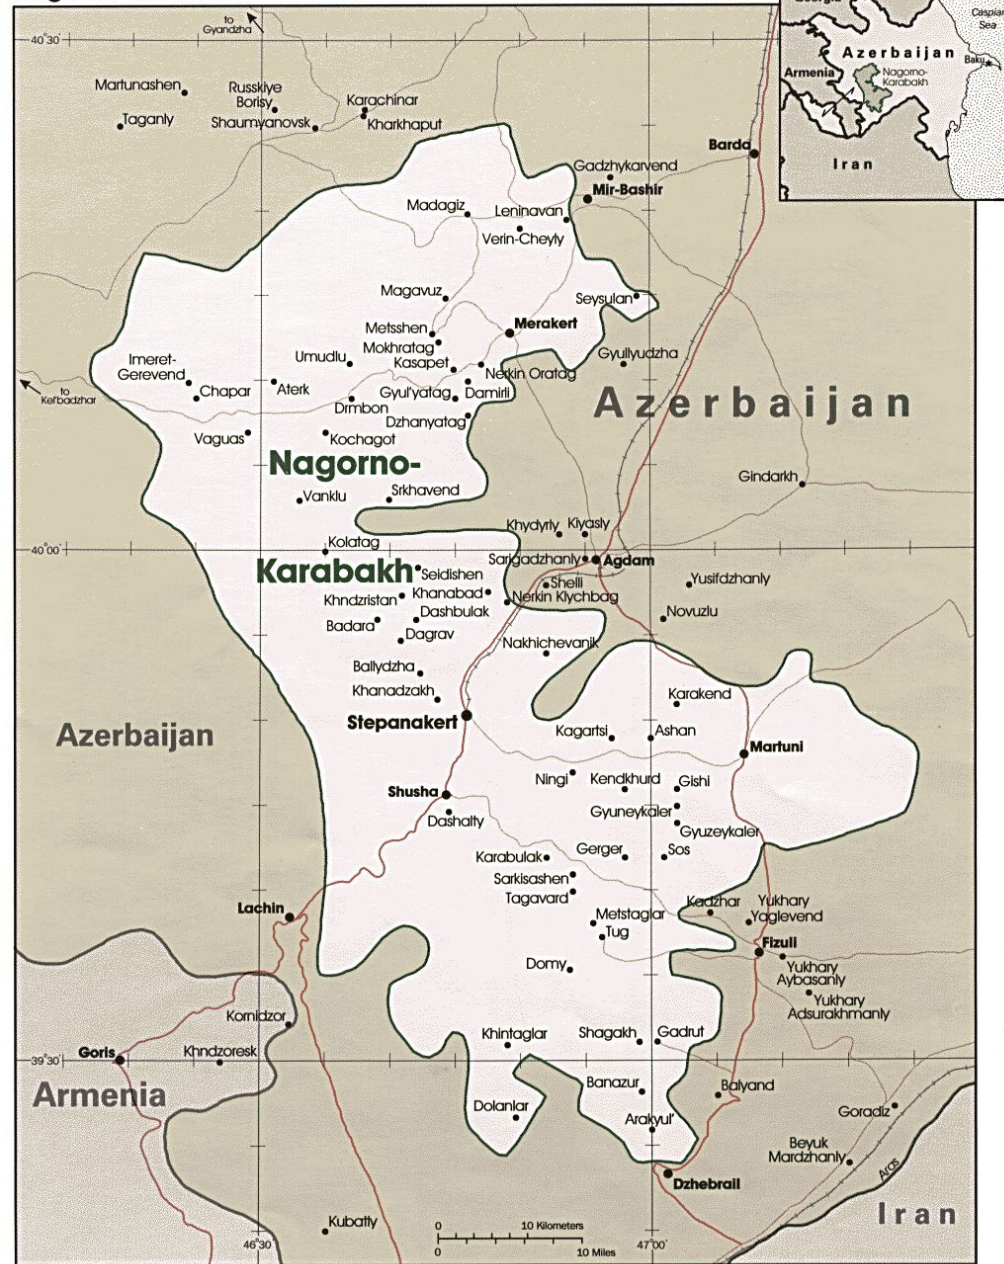 to
Gyandzha
40°30'
Martunashen
Taganly
Russkiye
Borisy
Shaumyanovsk
Karachinar
Kharkhaput
Barda
Gadzhykarvend
Mir-Bashir
Azerbaijan
Caspian
Sea
Baku
Armenia
Nagorno-
Karabakh
Iran
Madagiz
Leninavan
Verin-Cheyly
Magavuz
Seysulan
Metsshen
Merakert
Mokhratag
Imeret-
Gerevend
Umudlu
Kasapet
Nerkin Oratag
Gyullyudzha
to
Kel'badzhar
Chapar
Aterk
Gyul'yatag
Damirli
Drmbon
Dzhanyatag
Azerbaijan
Vaguas
Kochagot
Nagorno-
Gindarkh
Vanklu
Srkhavend
Khydyrly
Kiyasly
40°00'
Kolatag
Sarigadzhanly
Agdam
Karabakh
Seidishen
Shelli
Yusifdzhanly
Khndzristan
Khanabad
Nerkin Klychbag
Novuzlu
Badara
Dashbulak
Dagrav
Nakhichevanik
Ballydzha
Khanadzakh
Karakend
Stepanakert
Azerbaijan
Kagartsi
Ashan
Martuni
Ningi
Kendkhurd
Gishi
Shusha
Dashalty
Gyuneykaler
Gyuzeykaler
Karabulak
Gerger
Sos
Sarkisashen
Tagavard
Lachin
Metstaglar
Kadzhar
Yukhary
Yaglevend
Tug
Fizuli
Domy
Yukhary
Aybasanly
Yukhary
Adsurakhmanly
Kornidzor
Khintaglar
Shagakh
Gadrut
Goris
Khndzoresk
39°30'
Armenia
Banazur
Balyand
Dolanlar
Arakyul'
Goradiz
Beyuk
Mardzhanly
Aros
Dzhebrail
Iran
Kubatly
0
10 Kilometers
0
10 Miles
46°30'
47°00'